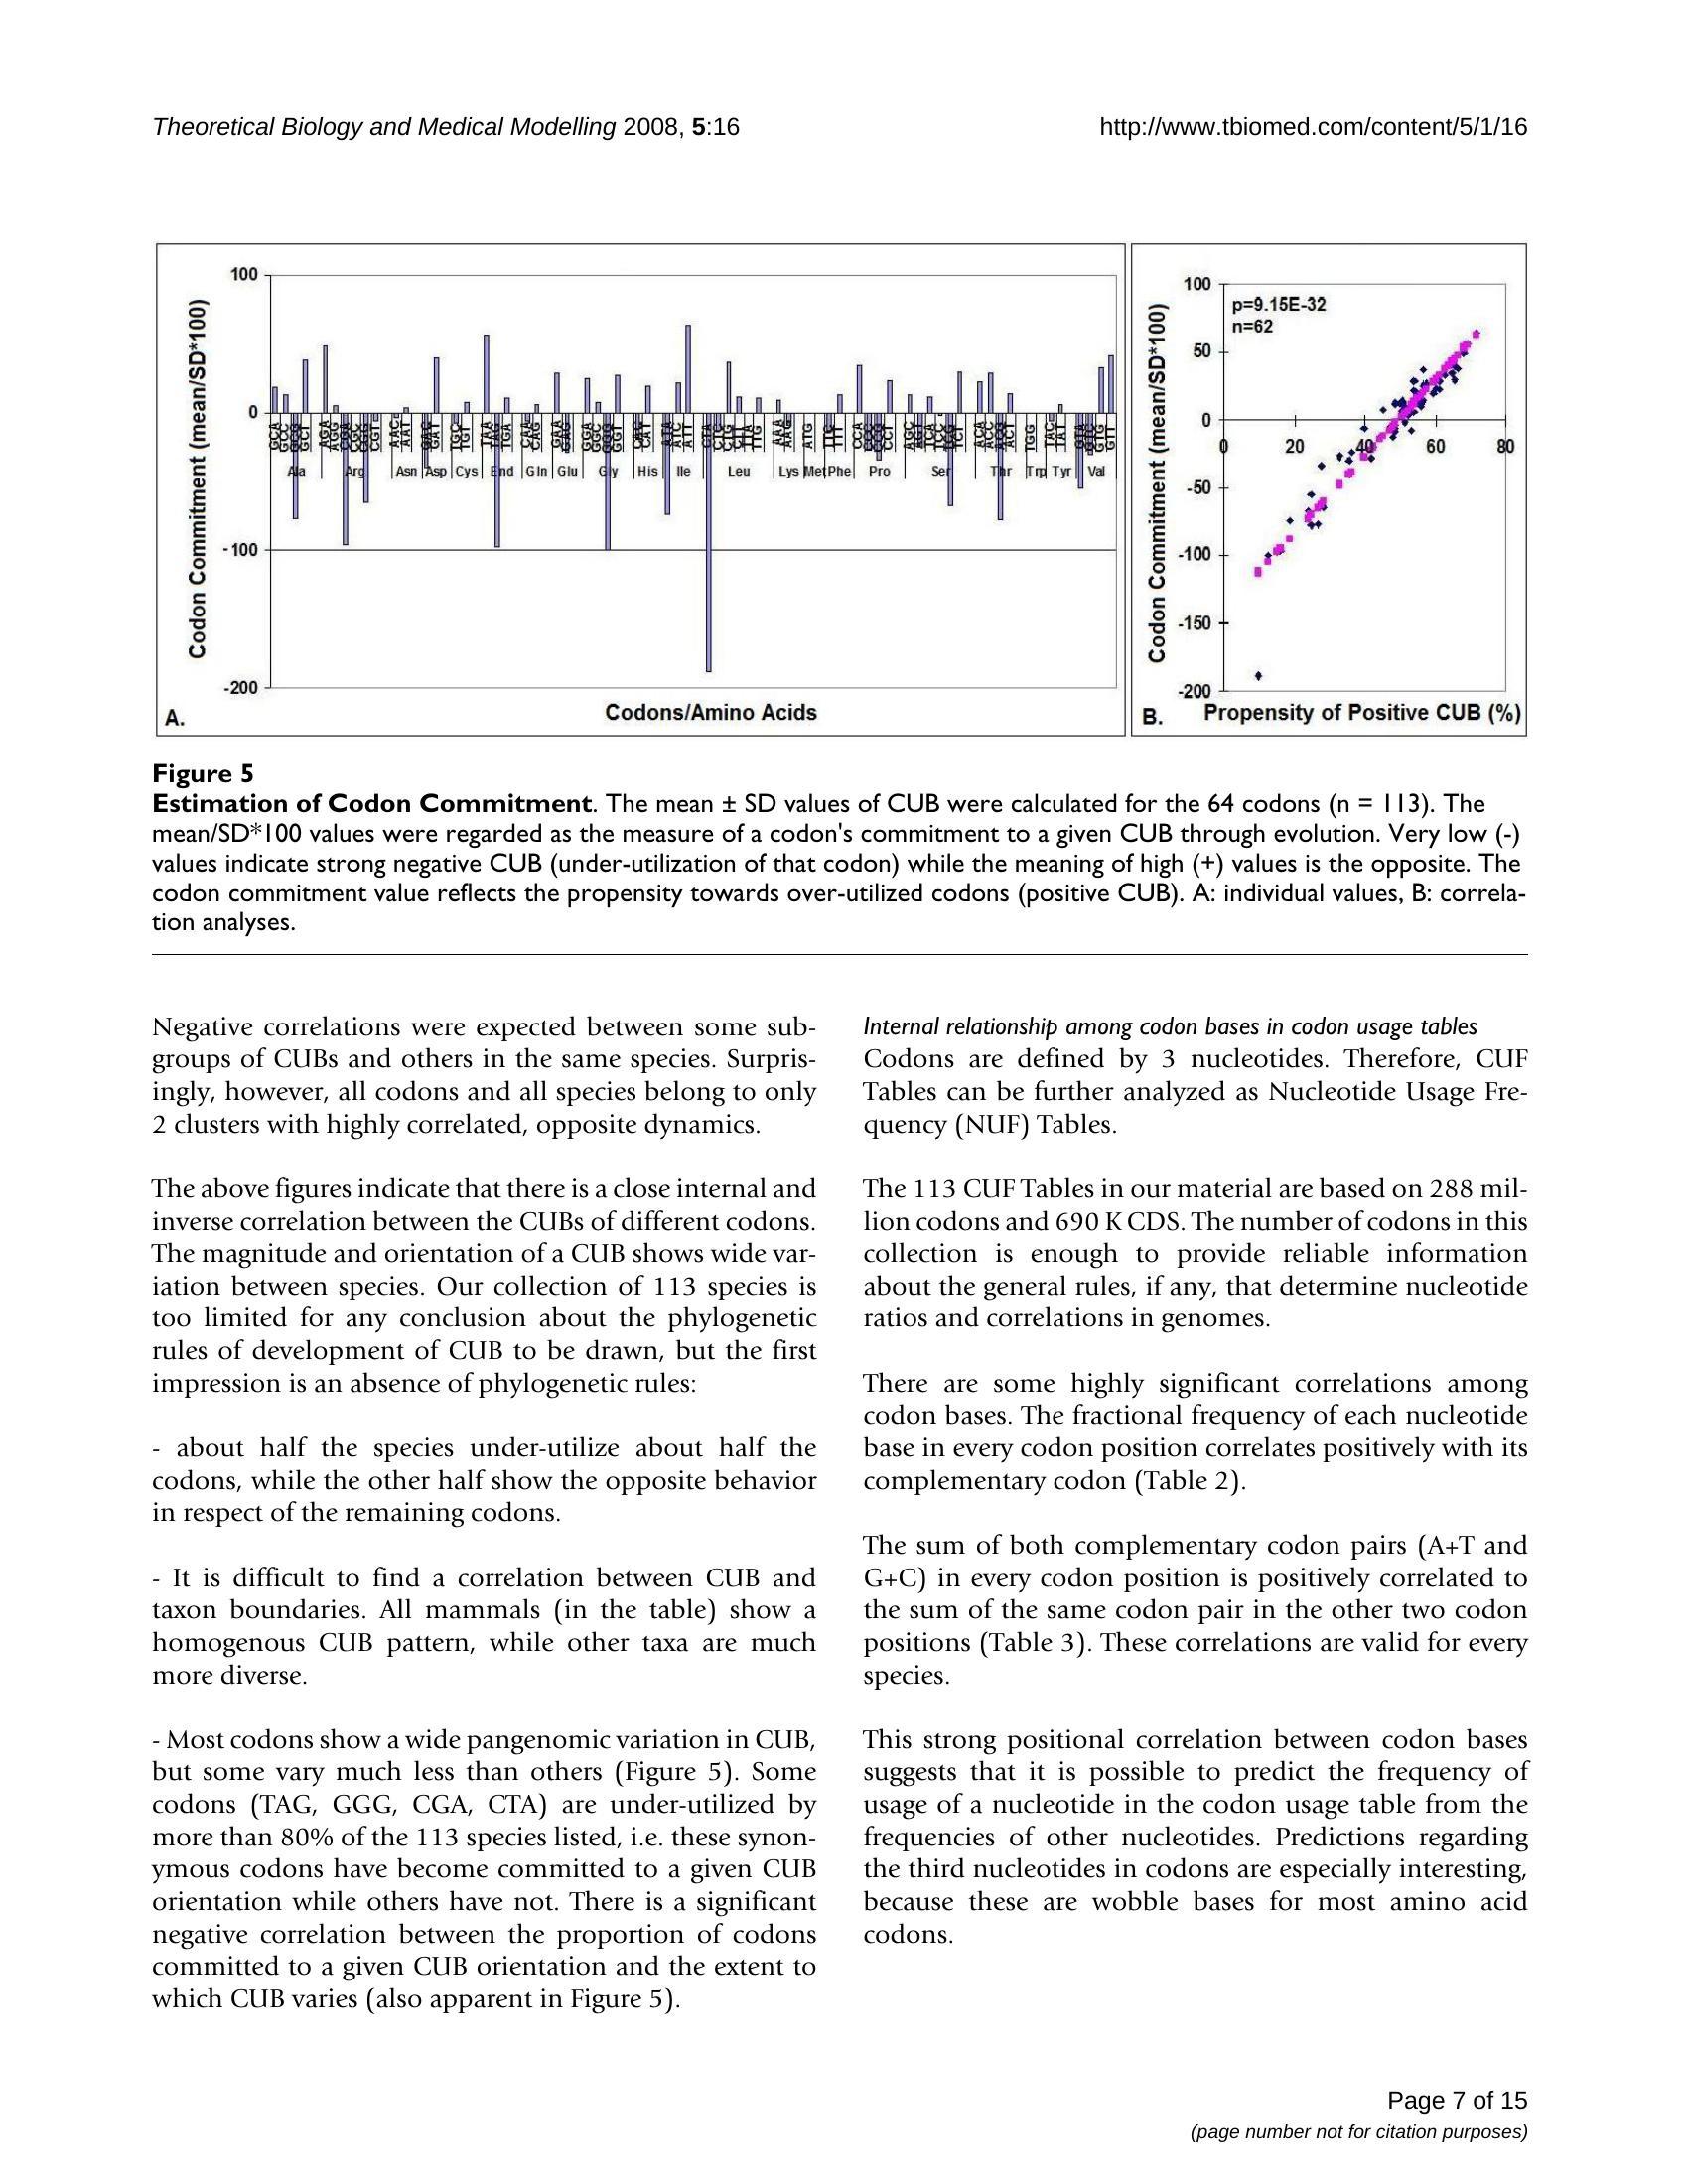 Theoretical Biology and Medical Modelling 2008, 5:16
http://www.tbiomed.com/content/5/1/16
100
0
-100
-200
Codon Commitment (mean/SD*100)
GCA GCC GCG GCT AGA AGG CGA CGC CGG CGT AAC AAT GAC GAT TGC TGT TAA TAG TGA CAA CAG GAA GAG GGA GGC GGG GGT CAC CAT ATA ATC ATT CTA CTC CTG CTT TTA TTG AAA AAG ATG TTC TTT CCA CCC CCG CCT AGC AGT TCA TCC TCG TCT ACA ACC ACG ACT TGG TAC TAT GTA GTC GTG GTT
Ala Arg Asn Asp Cys End Gln Glu Gly His Ile Leu Lys Met Phe Pro Ser Thr Trp Tyr Val
A.
Codons/Amino Acids
100
50
0
-50
-100
-150
-200
Codon Commitment (mean/SD*100)
p=9.15E-32
n=62
0 20 40 60 80
B.
Propensity of Positive CUB (%)
Figure 5
Estimation of Codon Commitment. The mean ± SD values of CUB were calculated for the 64 codons (n = 113). The
mean/SD*100 values were regarded as the measure of a codon's commitment to a given CUB through evolution. Very low (-)
values indicate strong negative CUB (under-utilization of that codon) while the meaning of high (+) values is the opposite. The
codon commitment value reflects the propensity towards over-utilized codons (positive CUB). A: individual values, B: correla-
tion analyses.
Negative correlations were expected between some sub-
groups of CUBs and others in the same species. Surpris-
ingly, however, all codons and all species belong to only
2 clusters with highly correlated, opposite dynamics.
The above figures indicate that there is a close internal and
inverse correlation between the CUBs of different codons.
The magnitude and orientation of a CUB shows wide var-
iation between species. Our collection of 113 species is
too limited for any conclusion about the phylogenetic
rules of development of CUB to be drawn, but the first
impression is an absence of phylogenetic rules:
- about half the species under-utilize about half the
codons, while the other half show the opposite behavior
in respect of the remaining codons.
- It is difficult to find a correlation between CUB and
taxon boundaries. All mammals (in the table) show a
homogenous CUB pattern, while other taxa are much
more diverse.
- Most codons show a wide pangenomic variation in CUB,
but some vary much less than others (Figure 5). Some
codons (TAG, GGG, CGA, CTA) are under-utilized by
more than 80% of the 113 species listed, i.e. these synon-
ymous codons have become committed to a given CUB
orientation while others have not. There is a significant
negative correlation between the proportion of codons
committed to a given CUB orientation and the extent to
which CUB varies (also apparent in Figure 5).
Internal relationship among codon bases in codon usage tables
Codons are defined by 3 nucleotides. Therefore, CUF
Tables can be further analyzed as Nucleotide Usage Fre-
quency (NUF) Tables.
The 113 CUF Tables in our material are based on 288 mil-
lion codons and 690 K CDS. The number of codons in this
collection is enough to provide reliable information
about the general rules, if any, that determine nucleotide
ratios and correlations in genomes.
There are some highly significant correlations among
codon bases. The fractional frequency of each nucleotide
base in every codon position correlates positively with its
complementary codon (Table 2).
The sum of both complementary codon pairs (A+T and
G+C) in every codon position is positively correlated to
the sum of the same codon pair in the other two codon
positions (Table 3). These correlations are valid for every
species.
This strong positional correlation between codon bases
suggests that it is possible to predict the frequency of
usage of a nucleotide in the codon usage table from the
frequencies of other nucleotides. Predictions regarding
the third nucleotides in codons are especially interesting,
because these are wobble bases for most amino acid
codons.
Page 7 of 15
(page number not for citation purposes)